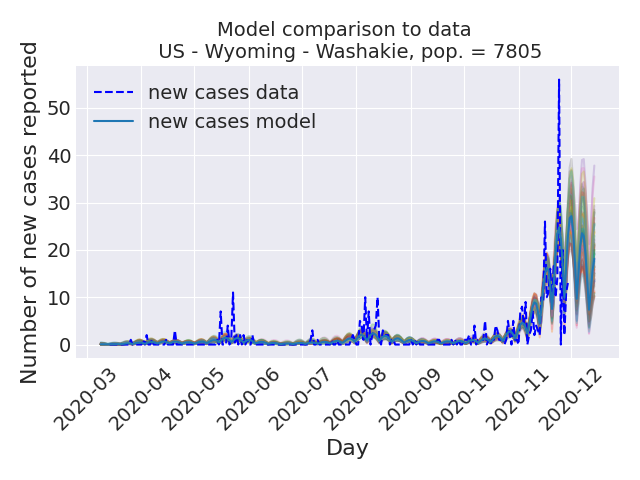 Model comparison to data
US - Wyoming - Washakie, pop. = 7805
Number of new cases reported
50
40
30
20
10
0
new cases data
new cases model
2020-03
2020-04
2020-05
2020-06
2020-07
2020-08
2020-09
2020-10
2020-11
2020-12
Day